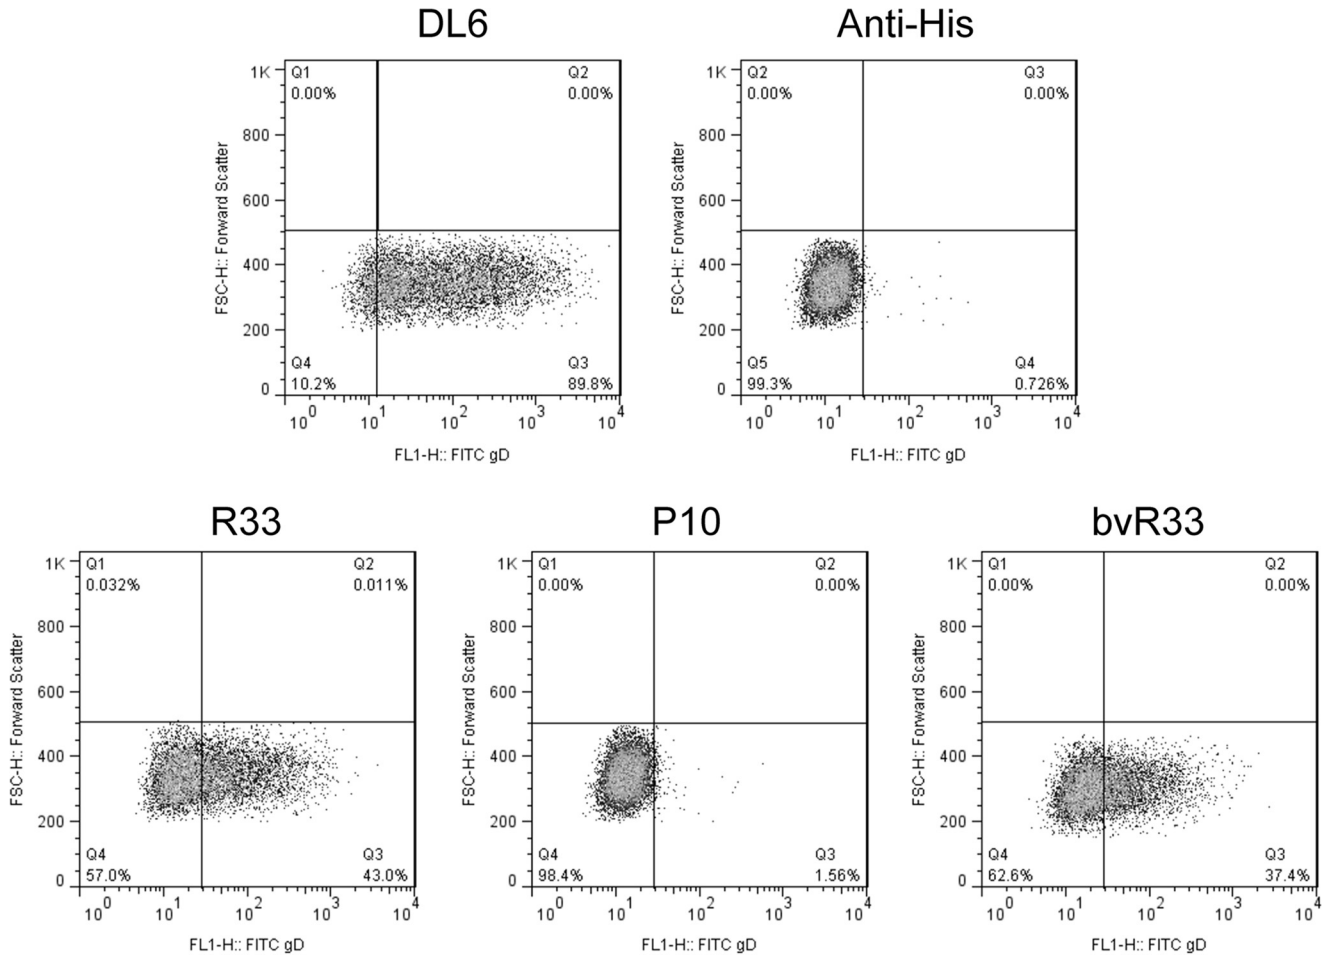 DL6
Anti-His
1K
800
600
400
200
0
FSC-H:: Forward Scatter
Q1
0.00%
Q2
0.00%
Q4
10.2%
Q3
89.8%
10^0 10^1 10^2 10^3 10^4
FL1-H:: FITC gD
1K
800
600
400
200
0
FSC-H:: Forward Scatter
Q2
0.00%
Q3
0.00%
Q5
99.3%
Q4
0.726%
10^0 10^1 10^2 10^3 10^4
FL1-H:: FITC gD
R33
P10
bvR33
1K
800
600
400
200
0
FSC-H:: Forward Scatter
Q1
0.032%
Q2
0.011%
Q4
57.0%
Q3
43.0%
10^0 10^1 10^2 10^3 10^4
FL1-H:: FITC gD
1K
800
600
400
200
0
FSC-H:: Forward Scatter
Q1
0.00%
Q2
0.00%
Q4
98.4%
Q3
1.56%
10^0 10^1 10^2 10^3 10^4
FL1-H:: FITC gD
1K
800
600
400
200
0
FSC-H:: Forward Scatter
Q1
0.00%
Q2
0.00%
Q4
62.6%
Q3
37.4%
10^0 10^1 10^2 10^3 10^4
FL1-H:: FITC gD